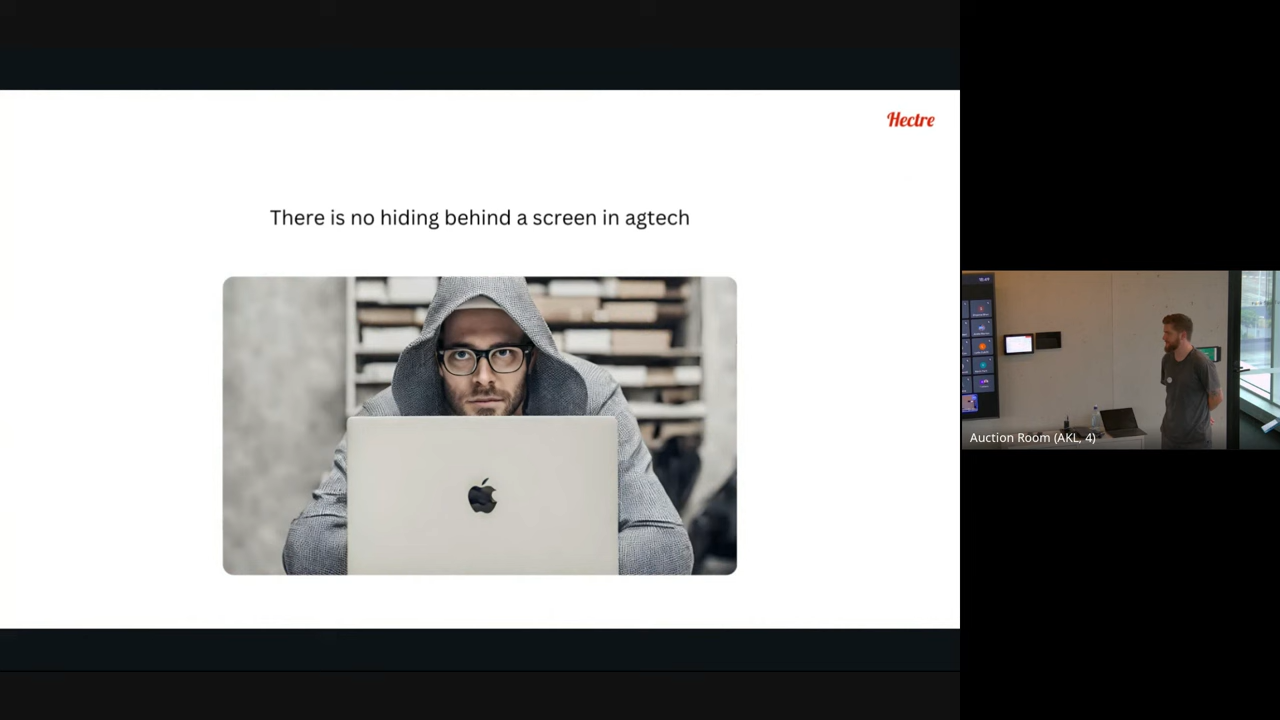 Hectre
There is no hiding behind a screen in agtech
Auction Room (AKL, 4)